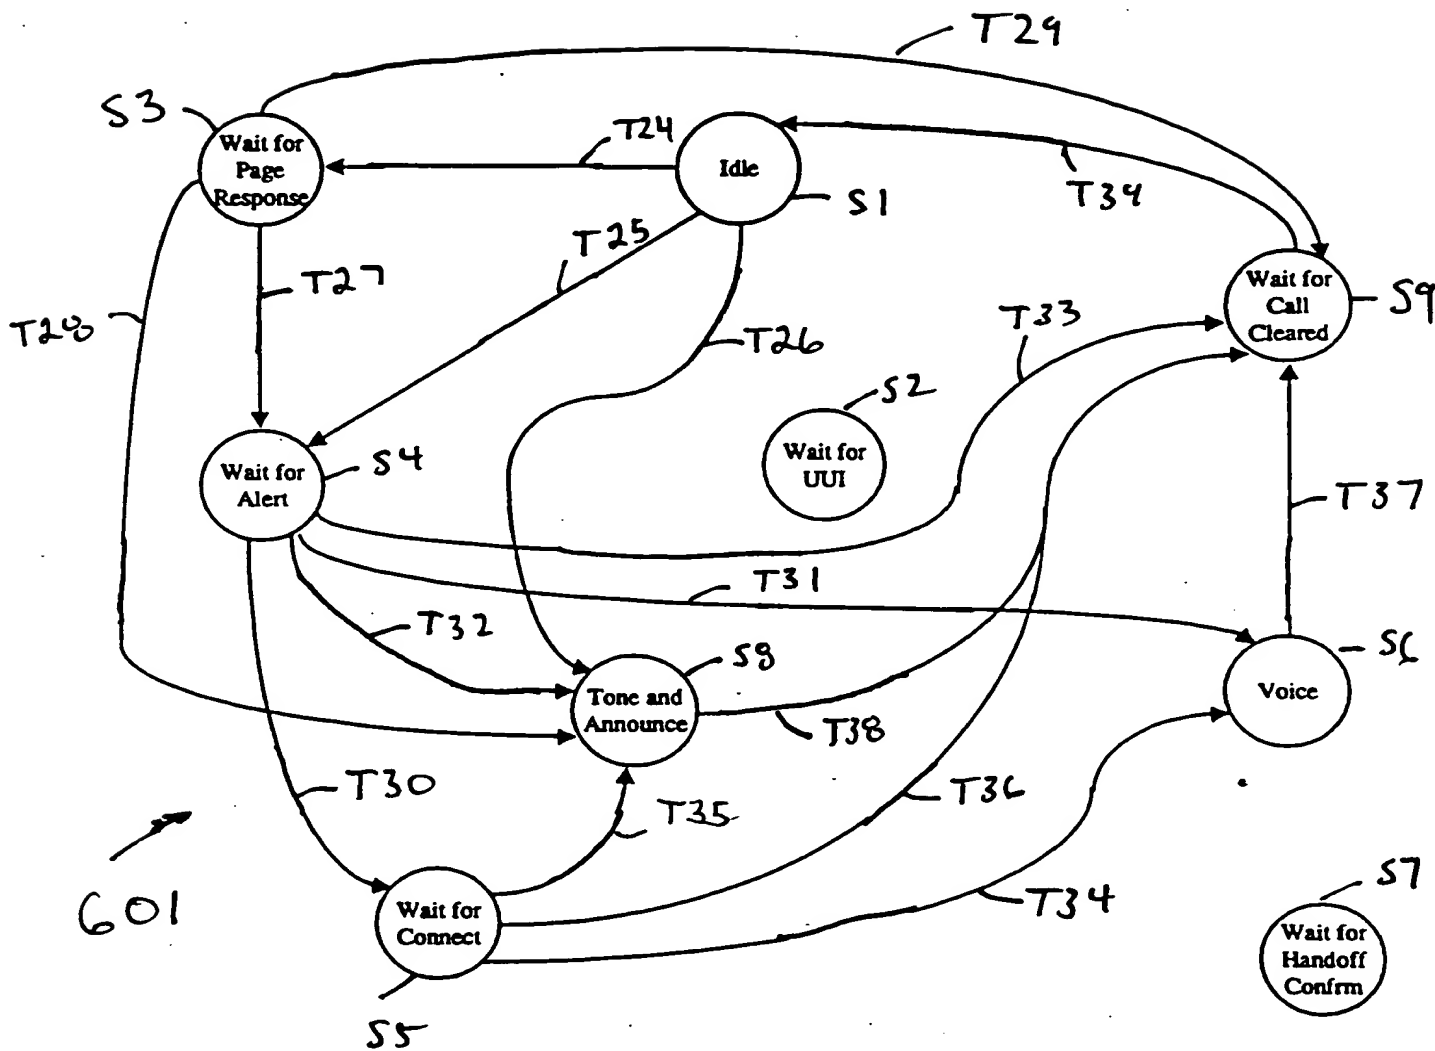 T29
S3
Wait for
Page
Response
T24
Idle
S1
T39
T25
T27
T28
T26
T33
Wait for
Call
Cleared
S9
S2
Wait for
UUI
Wait for
Alert
S4
T37
T31
T32
S8
Tone and
Announce
T38
S6
Voice
T30
T35
T36
601
Wait for
Connect
T34
S5
S7
Wait for
Handoff
Confrm